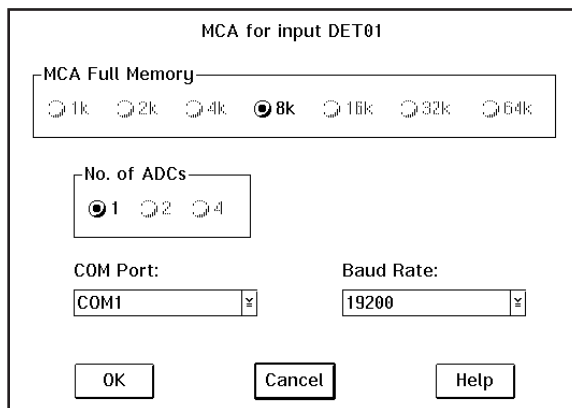 MCA for input DET01
MCA Full Memory
1k 2k 4k 8k 16k 32k 64k
No. of ADCs
1 2 4
COM Port: Baud Rate:
COM1 19200
OK Cancel Help